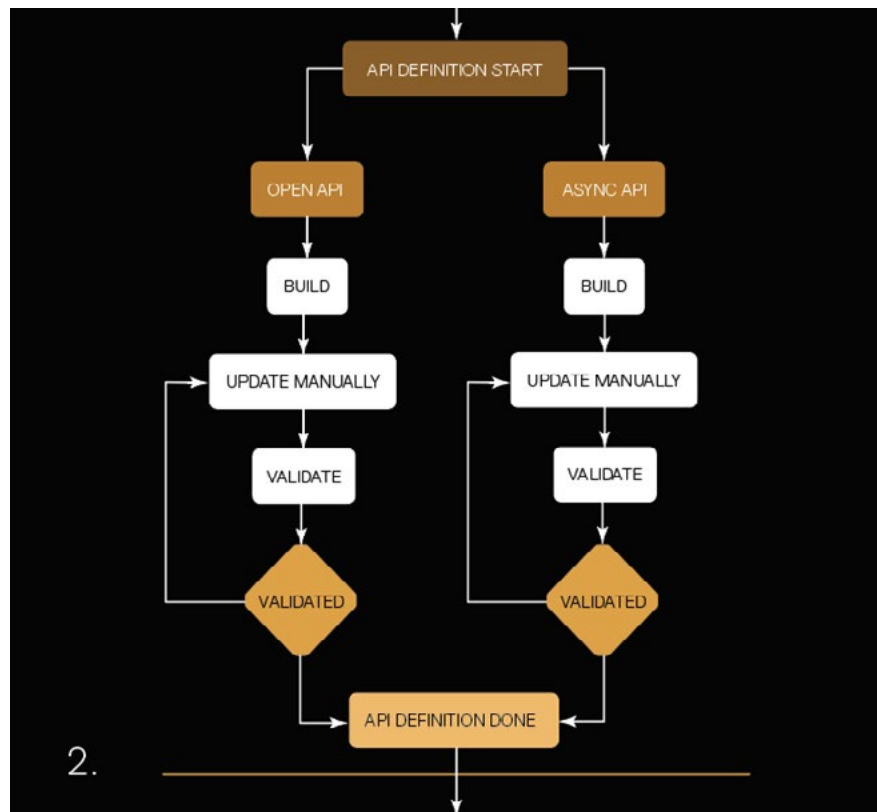 API DEFINITION START
OPEN API
ASYNC API
BUILD
BUILD
UPDATE MANUALLY
UPDATE MANUALLY
VALIDATE
VALIDATE
VALIDATED
VALIDATED
API DEFINITION DONE
2.